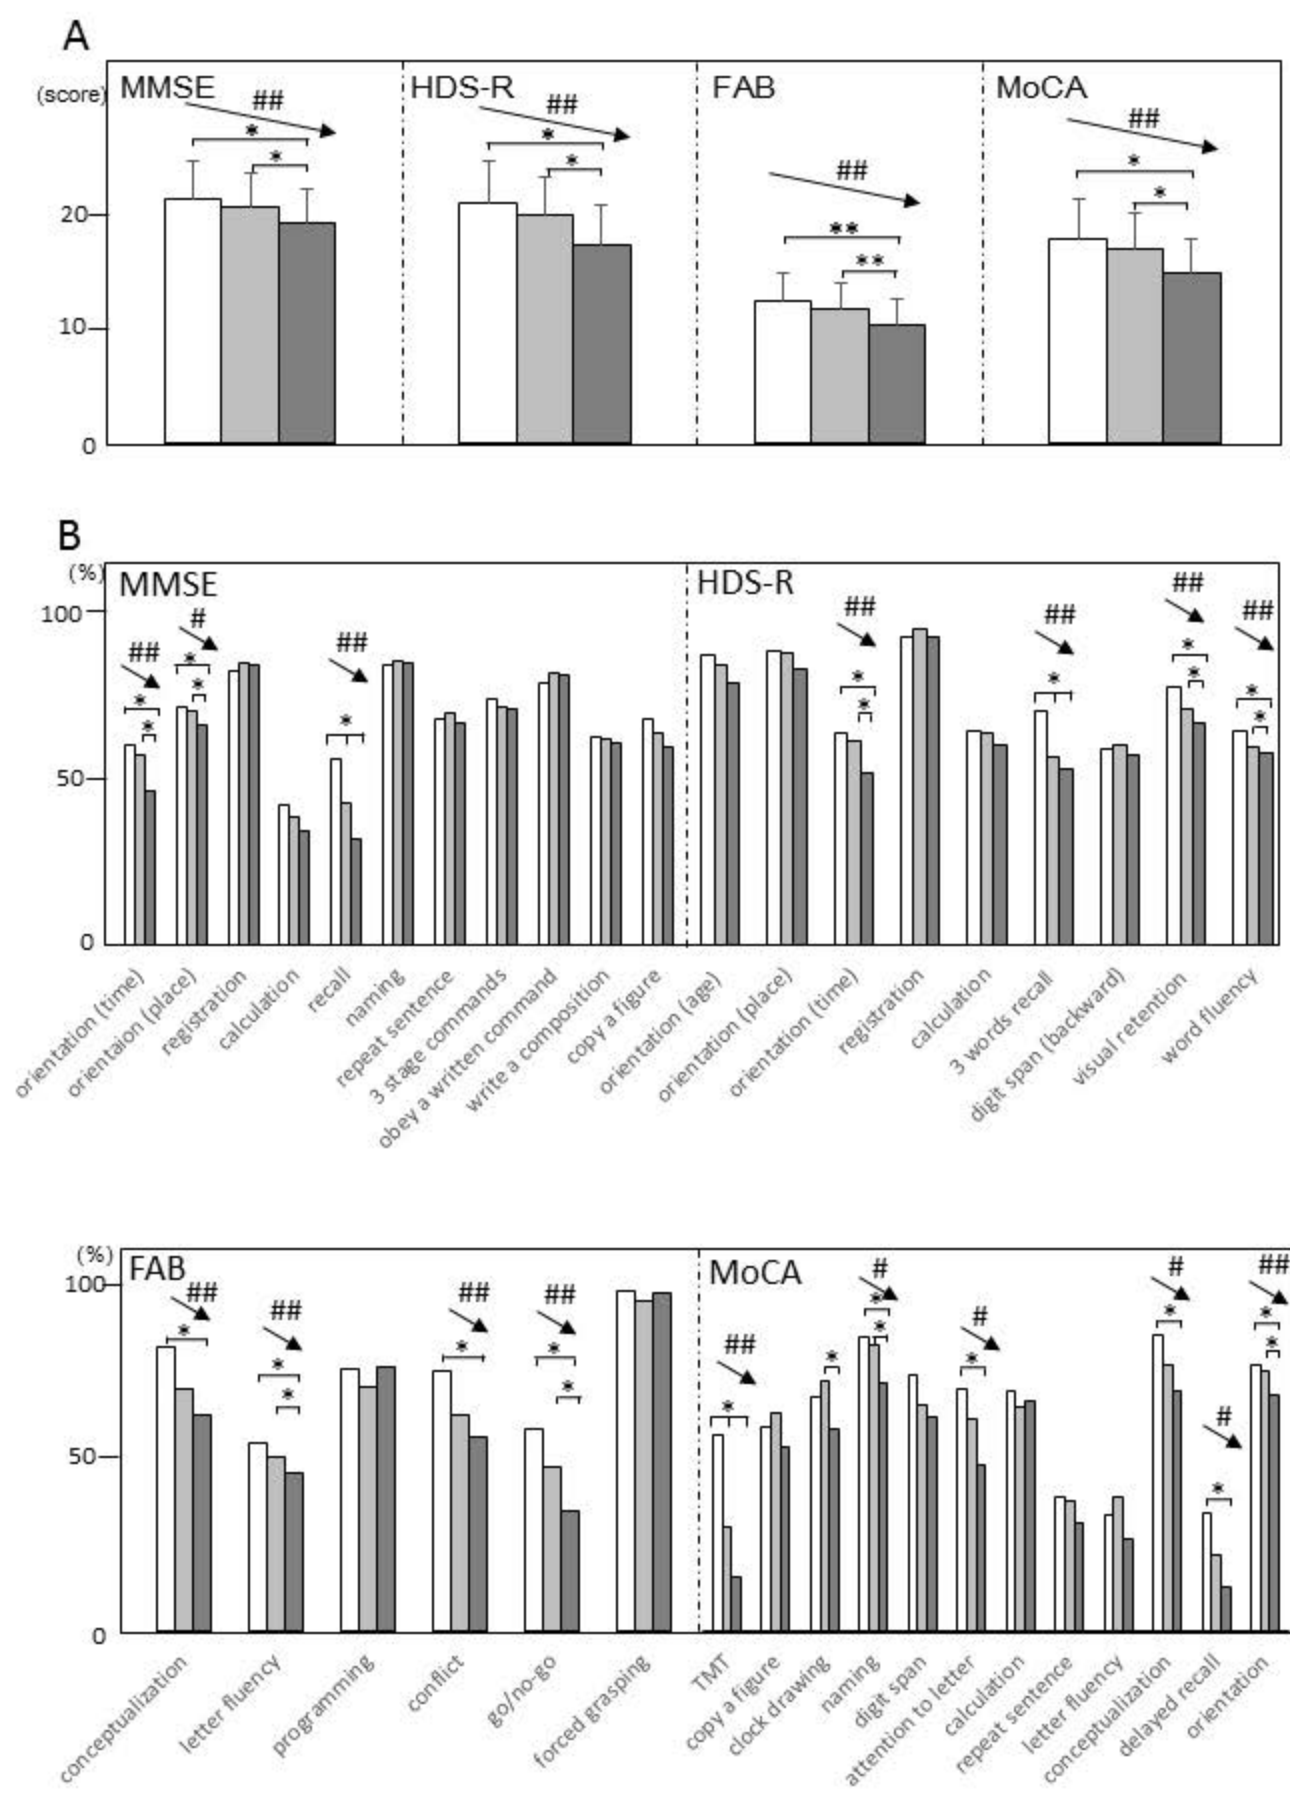 A
(score)
MMSE HDS-R FAB MoCA
## ## ## ##
* * ** *
* * ** *
20
10
0
B
(%)
MMSE HDS-R
100
50
0
## # ## ## ## ## ##
* * * * * * *
* * * * *
orientation (time)
orientaion (place)
registration
calculation
recall
naming
repeat sentence
3 stage commands
obey a written command
write a composition
copy a figure
orientation (age)
orientation (place)
orientation (time)
registration
calculation
3 words recall
digit span (backward)
visual retention
word fluency
(%)
FAB MoCA
100
50
0
## ## ## ## ## # # # # ##
* * * * * * * * * * *
* * * *
conceptualization
letter fluency
programming
conflict
go/no-go
forced grasping
TMT
copy a figure
clock drawing
naming
digit span
attention to letter
calculation
repeat sentence
letter fluency
conceptualization
delayed recall
orientation